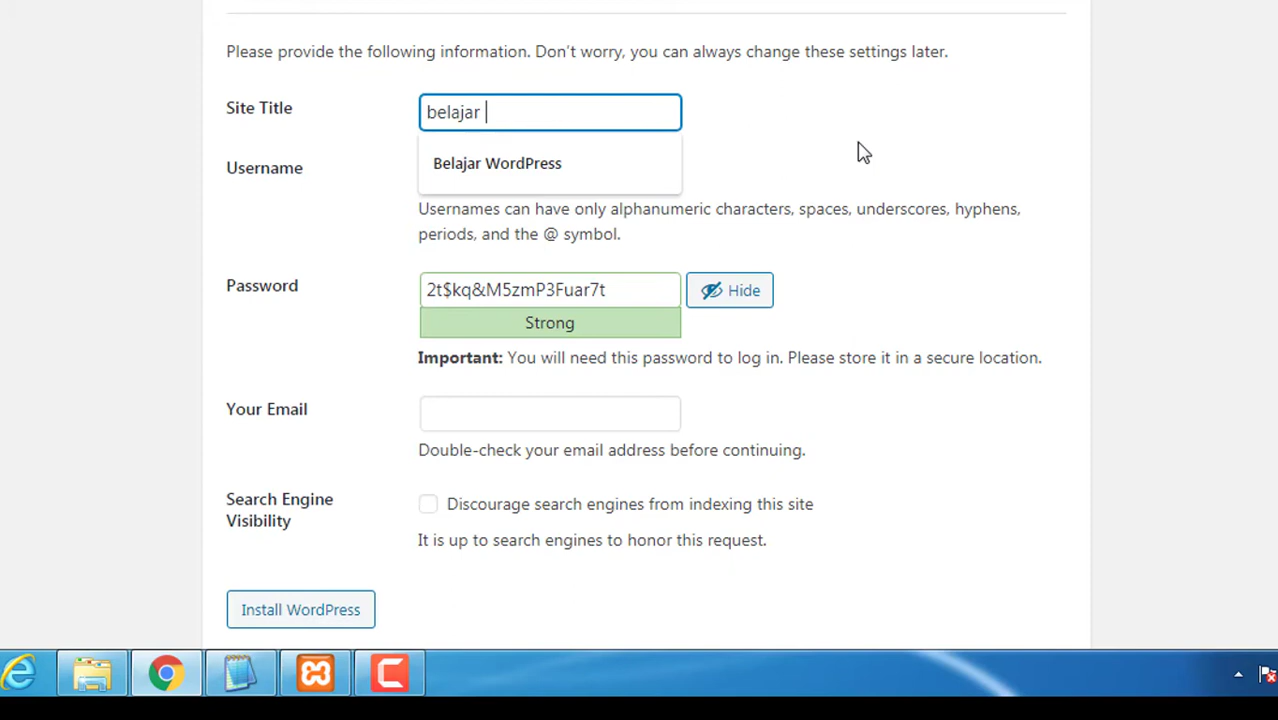 Please provide the following information. Don’t worry, you can always change these settings later.
Site Title
belajar
Belajar WordPress
Username
Usernames can have only alphanumeric characters, spaces, underscores, hyphens,
periods, and the @ symbol.
Password
2t$kq&M5zmP3Fuar7t
Hide
Strong
Important: You will need this password to log in. Please store it in a secure location.
Your Email
Double-check your email address before continuing.
Search Engine
Visibility
Discourage search engines from indexing this site
It is up to search engines to honor this request.
Install WordPress